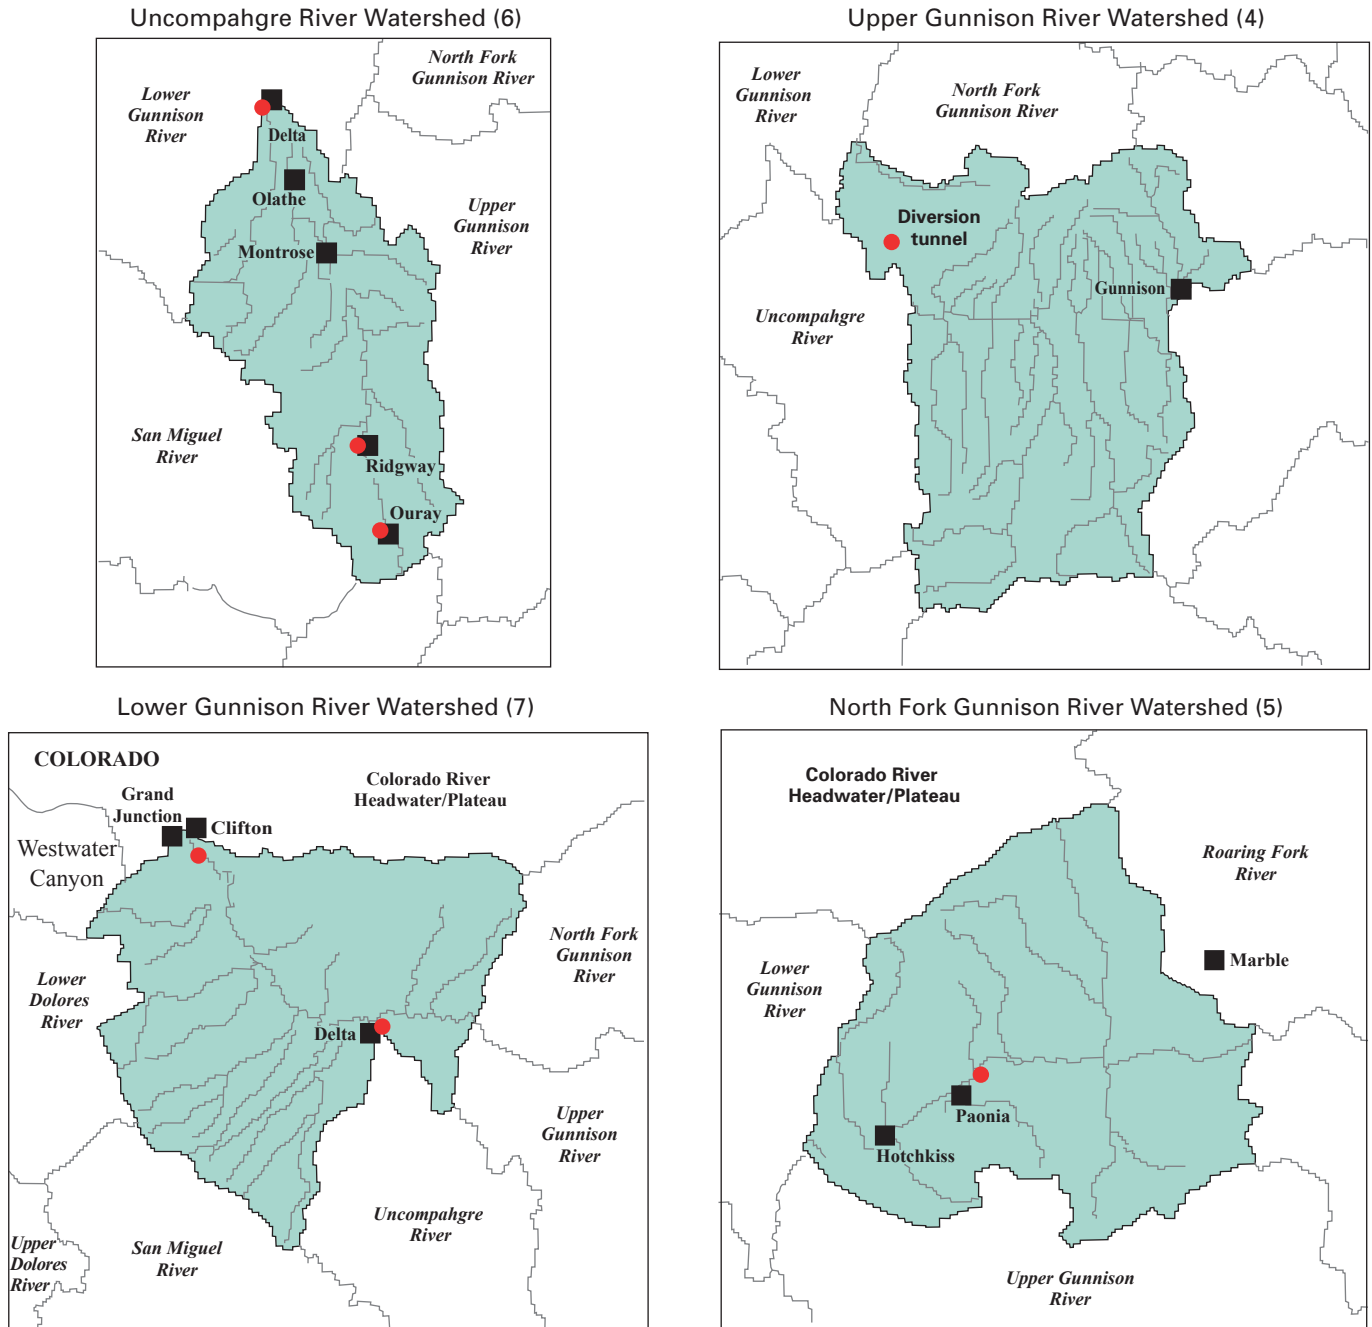 Uncompahgre River Watershed (6)
North Fork
Gunnison River
Lower
Gunnison
River
Delta
Olathe
Upper
Gunnison
River
Montrose
San Miguel
River
Ridgway
Ouray
Upper Gunnison River Watershed (4)
Lower
Gunnison
River
North Fork
Gunnison River
Diversion
tunnel
Gunnison
Uncompahgre
River
Lower Gunnison River Watershed (7)
COLORADO
Grand
Junction
Clifton
Colorado River
Headwater/Plateau
Westwater
Canyon
North Fork
Gunnison
River
Lower
Dolores
River
Delta
Upper
Gunnison
River
Uncompahgre
River
San Miguel
River
Upper
Dolores
River
North Fork Gunnison River Watershed (5)
Colorado River
Headwater/Plateau
Roaring Fork
River
Marble
Lower
Gunnison
River
Paonia
Hotchkiss
Upper Gunnison
River